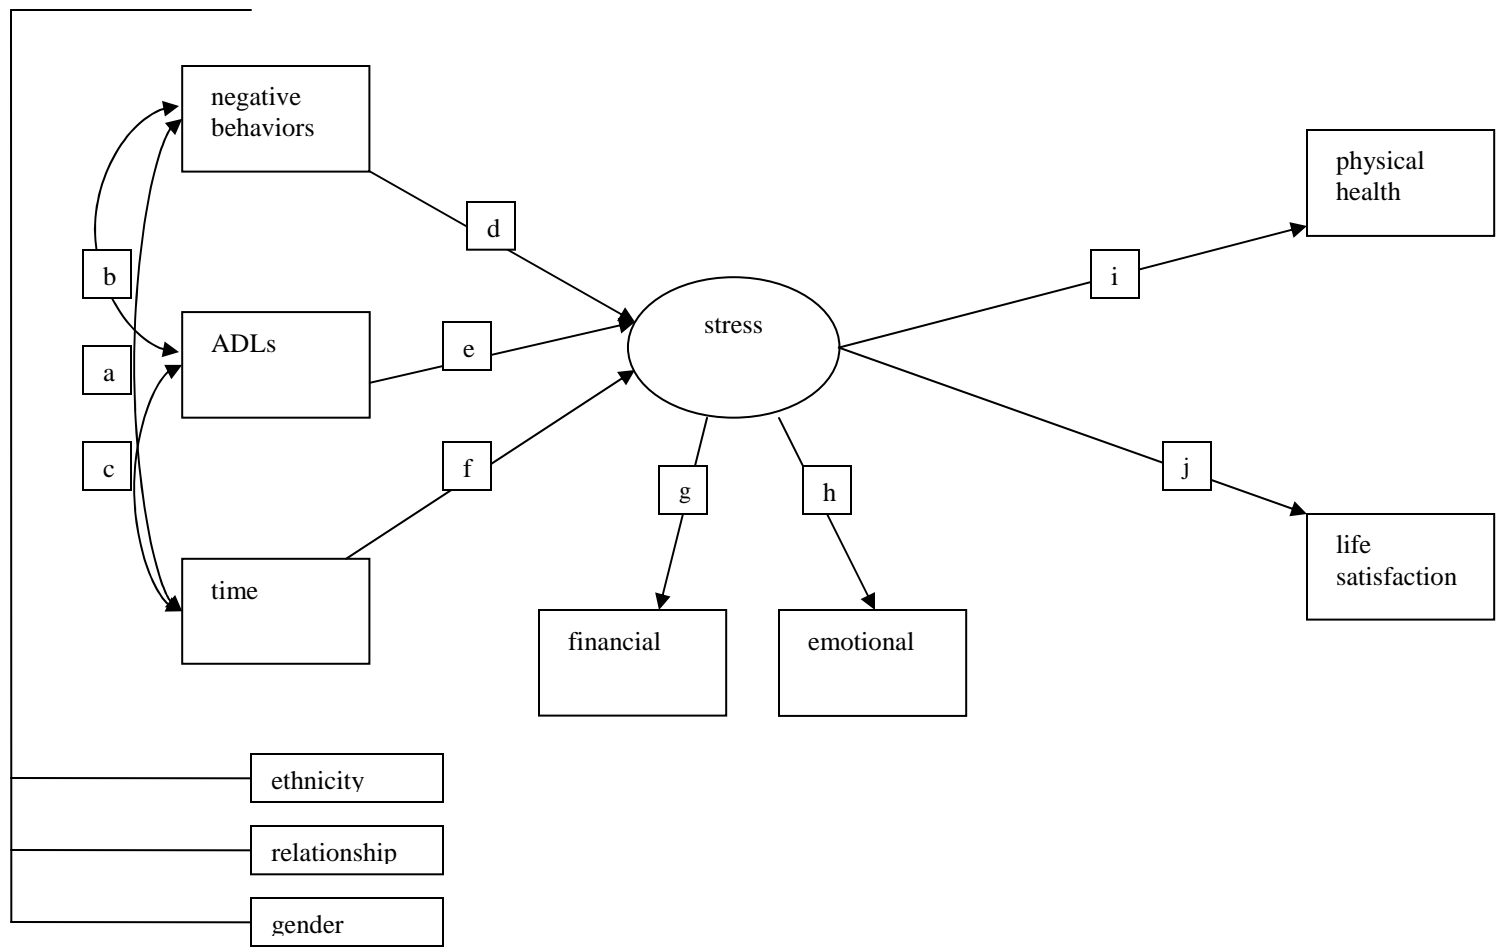 negative
behaviors
physical
health
d
b
i
stress
ADLs
e
a
c
f
j
g
h
life
satisfaction
time
financial
emotional
ethnicity
relationship
gender